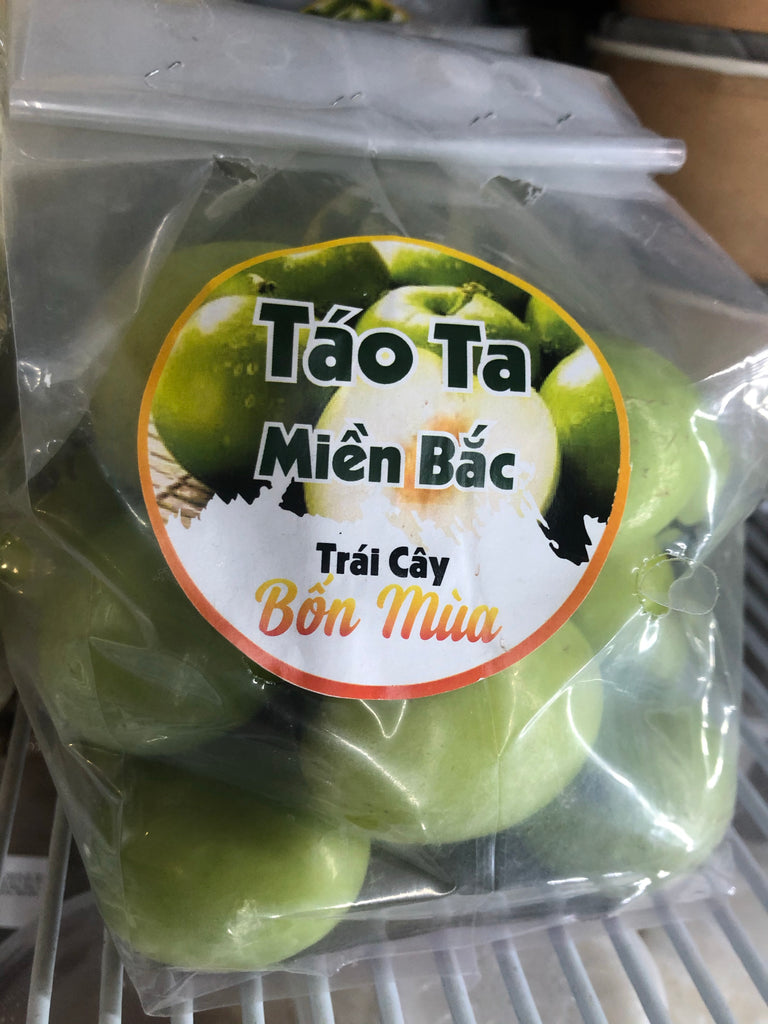 Táo Ta
Miền Bắc
Trái Cây
Bốn Mùa